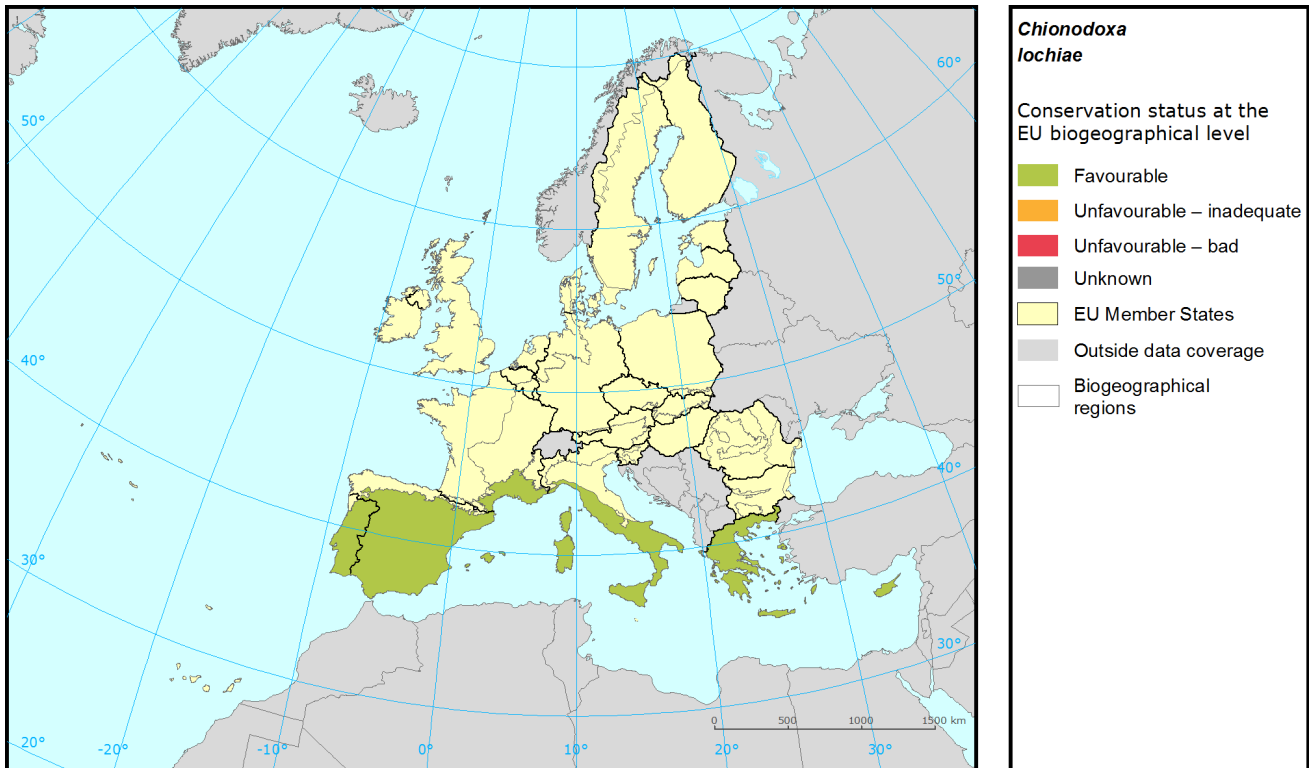 Chionodoxa
lochiae
Conservation status at the
EU biogeographical level
Favourable
Unfavourable – inadequate
Unfavourable – bad
Unknown
EU Member States
Outside data coverage
Biogeographical
regions
60°
50°
50°
40°
40°
30°
30°
0 500 1000 1500 km
20° -20° -10° 0° 10° 20° 30°